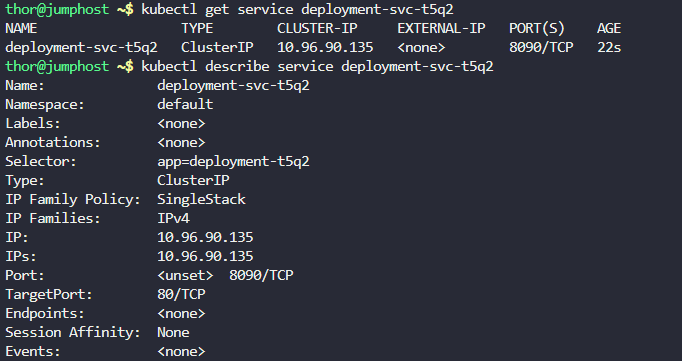 thor@jumphost ~$ kubectl get service deployment-svc-t5q2
NAME                  TYPE        CLUSTER-IP     EXTERNAL-IP   PORT(S)    AGE
deployment-svc-t5q2   ClusterIP   10.96.90.135   <none>        8090/TCP   22s
thor@jumphost ~$ kubectl describe service deployment-svc-t5q2
Name:              deployment-svc-t5q2
Namespace:         default
Labels:            <none>
Annotations:       <none>
Selector:          app=deployment-t5q2
Type:              ClusterIP
IP Family Policy:  SingleStack
IP Families:       IPv4
IP:                10.96.90.135
IPs:               10.96.90.135
Port:              <unset>  8090/TCP
TargetPort:        80/TCP
Endpoints:         <none>
Session Affinity:  None
Events:            <none>